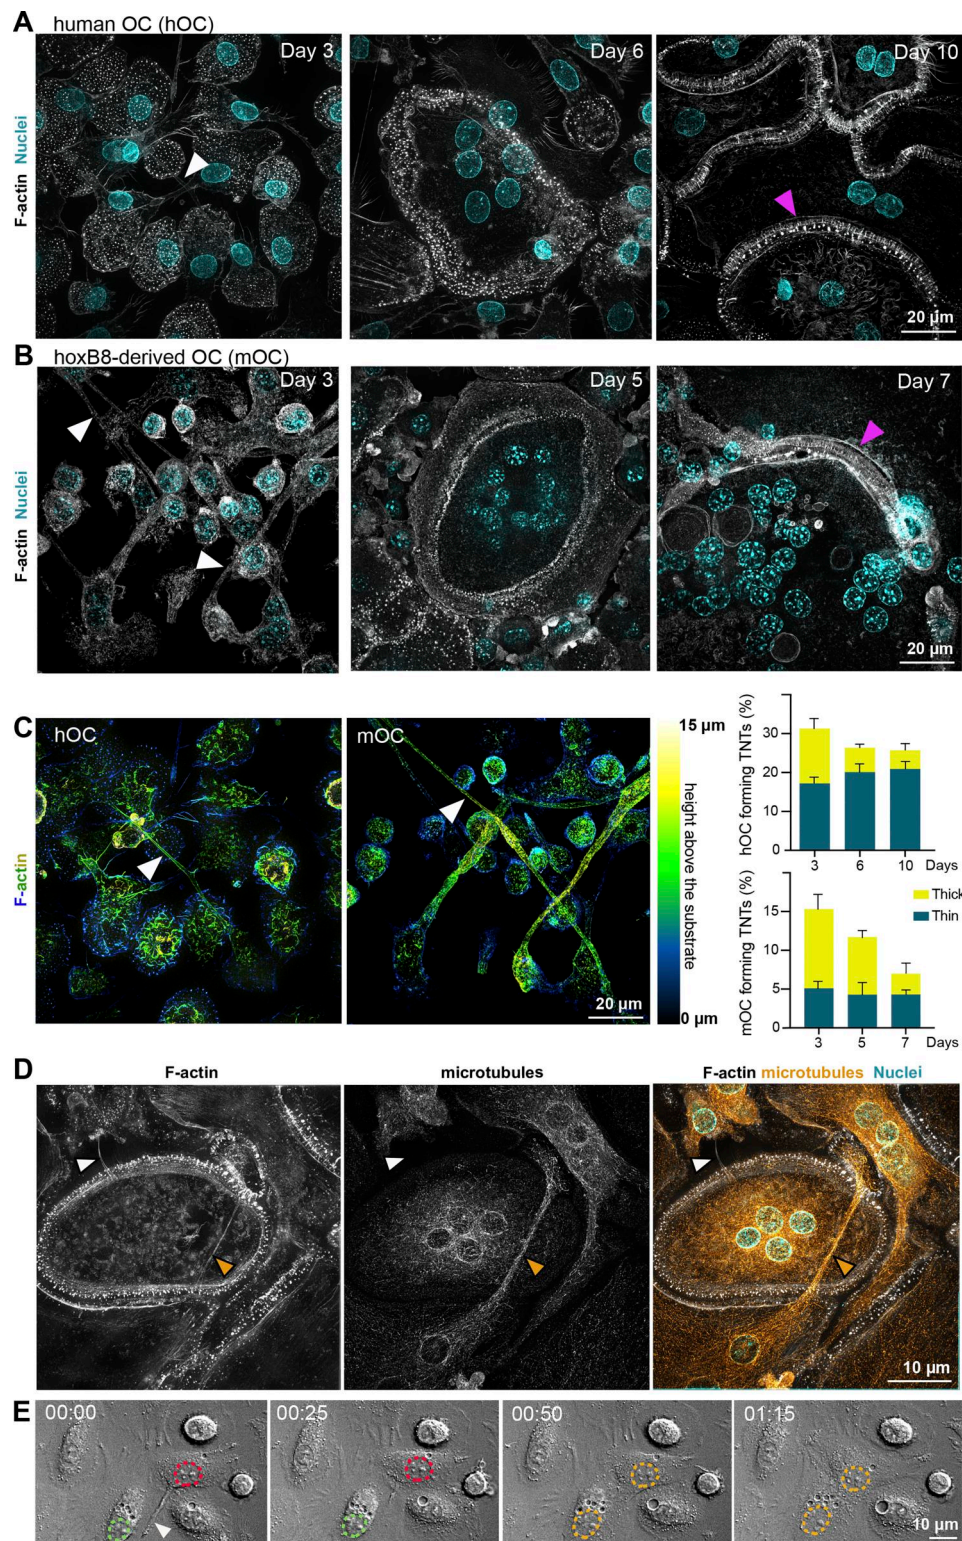 A human OC (hOC)
F-actin Nuclei
Day 3
Day 6
Day 10
20 µm
B hoxB8-derived OC (mOC)
F-actin Nuclei
Day 3
Day 5
Day 7
20 µm
C
F-actin
hOC
mOC
20 µm
15 µm
height above the substrate
0 µm
hOC forming TNTs (%)
30
20
10
0
3 6 10 Days
mOC forming TNTs (%)
15
10
5
0
3 5 7 Days
Thick
Thin
D
F-actin
microtubules
F-actin microtubules Nuclei
10 µm
E
00:00
00:25
00:50
01:15
10 µm